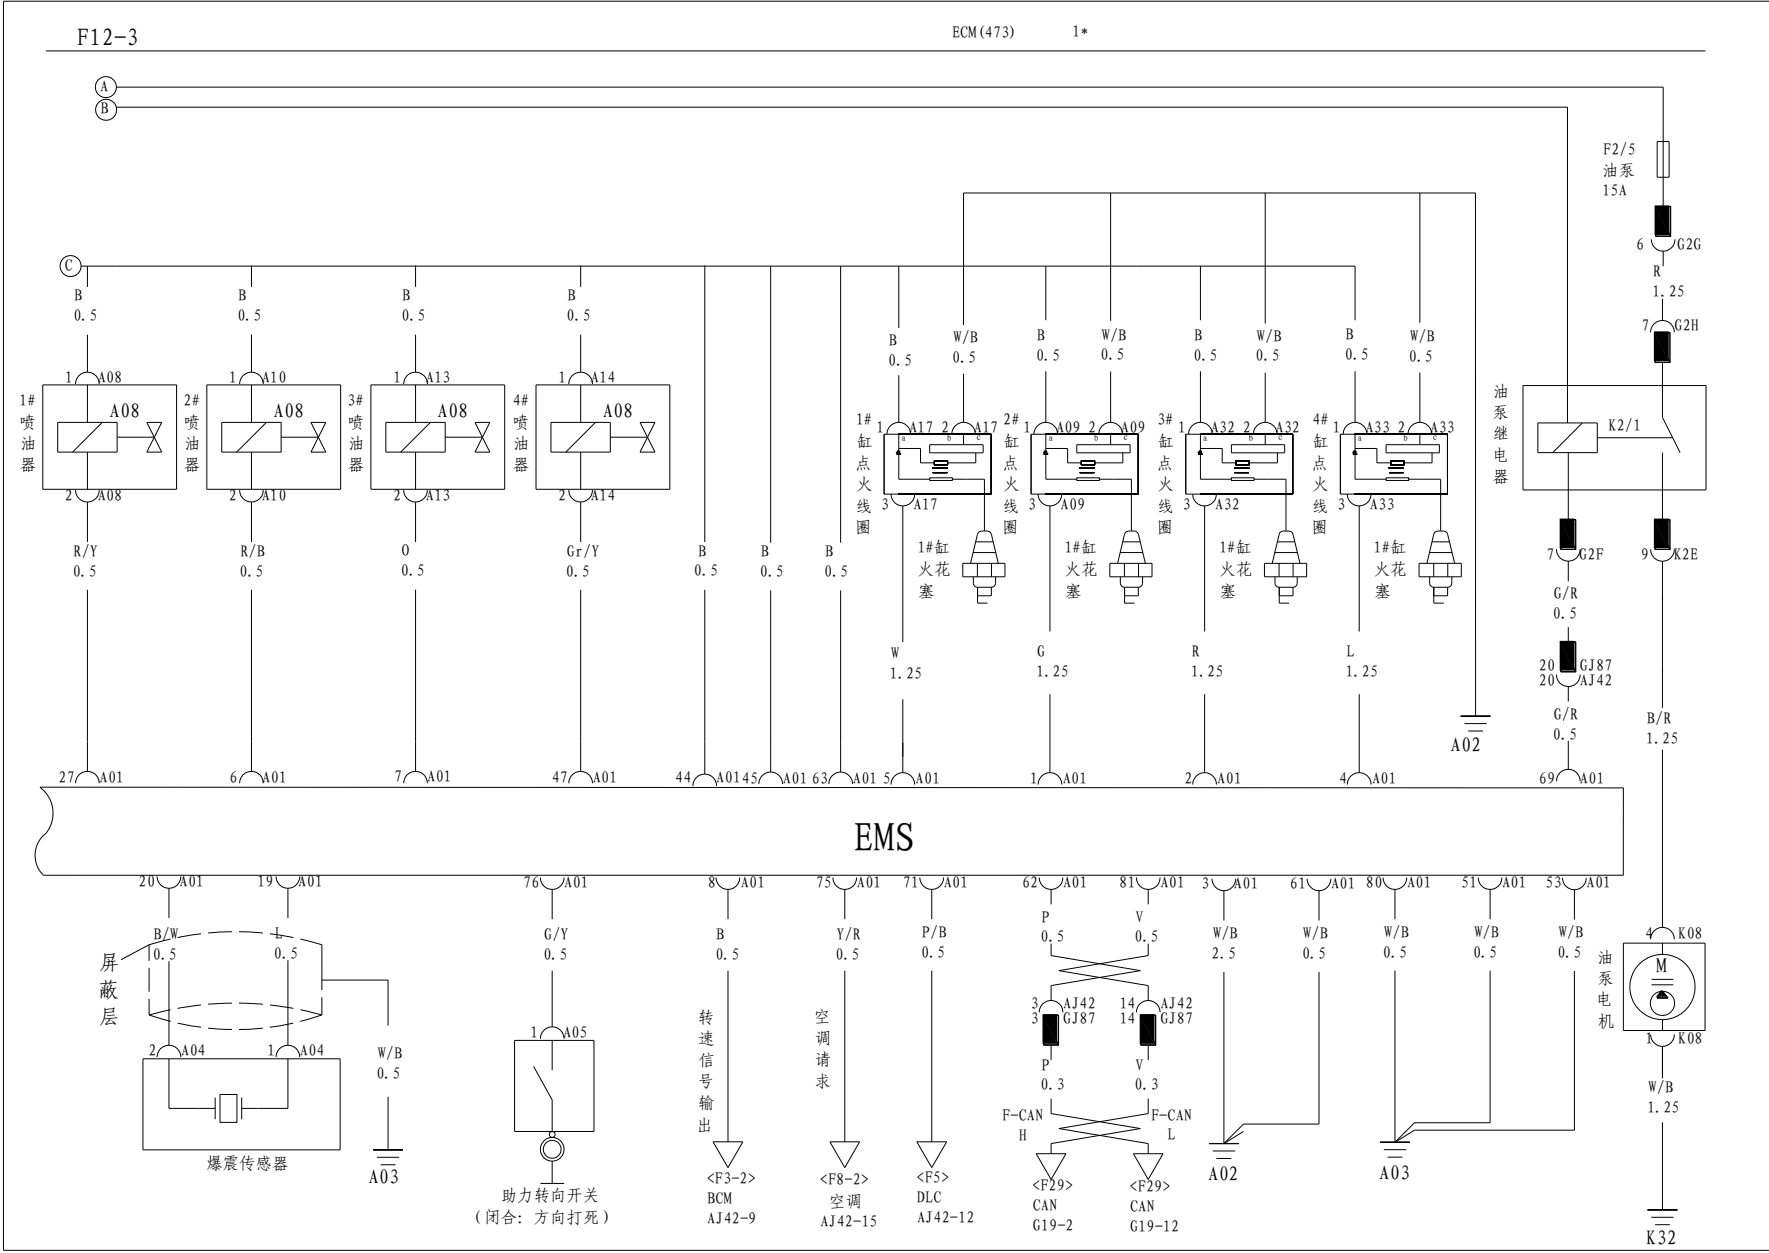 F12-3
ECM(473) 1*
A
B
F2/5
油泵
15A
6 G2G
C
R
1.25
B
0.5
B
0.5
B
0.5
B
0.5
7 G2H
B
0.5
W/B
0.5
B
0.5
W/B
0.5
B
0.5
W/B
0.5
B
0.5
W/B
0.5
1 A08
1 A10
1 A13
1 A14
1#喷油器
A08
2#喷油器
A08
3#喷油器
A08
4#喷油器
A08
1#缸点火线圈
1 A17 2 A17
a b c
2#缸点火线圈
1 A09 2 A09
a b c
3#缸点火线圈
1 A32 2 A32
a b c
4#缸点火线圈
1 A33 2 A33
a b c
油泵继电器
K2/1
2 A08
2 A10
2 A13
2 A14
3 A17
3 A09
3 A32
3 A33
R/Y
0.5
R/B
0.5
O
0.5
Gr/Y
0.5
B
0.5
B
0.5
B
0.5
1#缸
火花
塞
1#缸
火花
塞
1#缸
火花
塞
1#缸
火花
塞
7 G2F
9 K2E
G/R
0.5
W
1.25
G
1.25
R
1.25
L
1.25
20 GJ87
20 AJ42
G/R
0.5
B/R
1.25
A02
27 A01
6 A01
7 A01
47 A01
44 A01
45 A01
63 A01
5 A01
1 A01
2 A01
4 A01
69 A01
EMS
20 A01
19 A01
76 A01
8 A01
75 A01
71 A01
62 A01
81 A01
3 A01
61 A01
80 A01
51 A01
53 A01
B/W
0.5
L
0.5
G/Y
0.5
B
0.5
Y/R
0.5
P/B
0.5
P
0.5
V
0.5
W/B
2.5
W/B
0.5
W/B
0.5
W/B
0.5
W/B
0.5
4 K08
屏蔽层
油泵电机
M
3 AJ42
3 GJ87
14 AJ42
14 GJ87
转速信号输出
空调请求
1 A05
1 K08
2 A04
1 A04
W/B
0.5
P
0.3
V
0.3
W/B
1.25
F-CAN
H
F-CAN
L
爆震传感器
A03
助力转向开关
(闭合：方向打死)
<F3-2>
BCM
AJ42-9
<F8-2>
空调
AJ42-15
<F5>
DLC
AJ42-12
<F29>
CAN
G19-2
<F29>
CAN
G19-12
A02
A03
K32